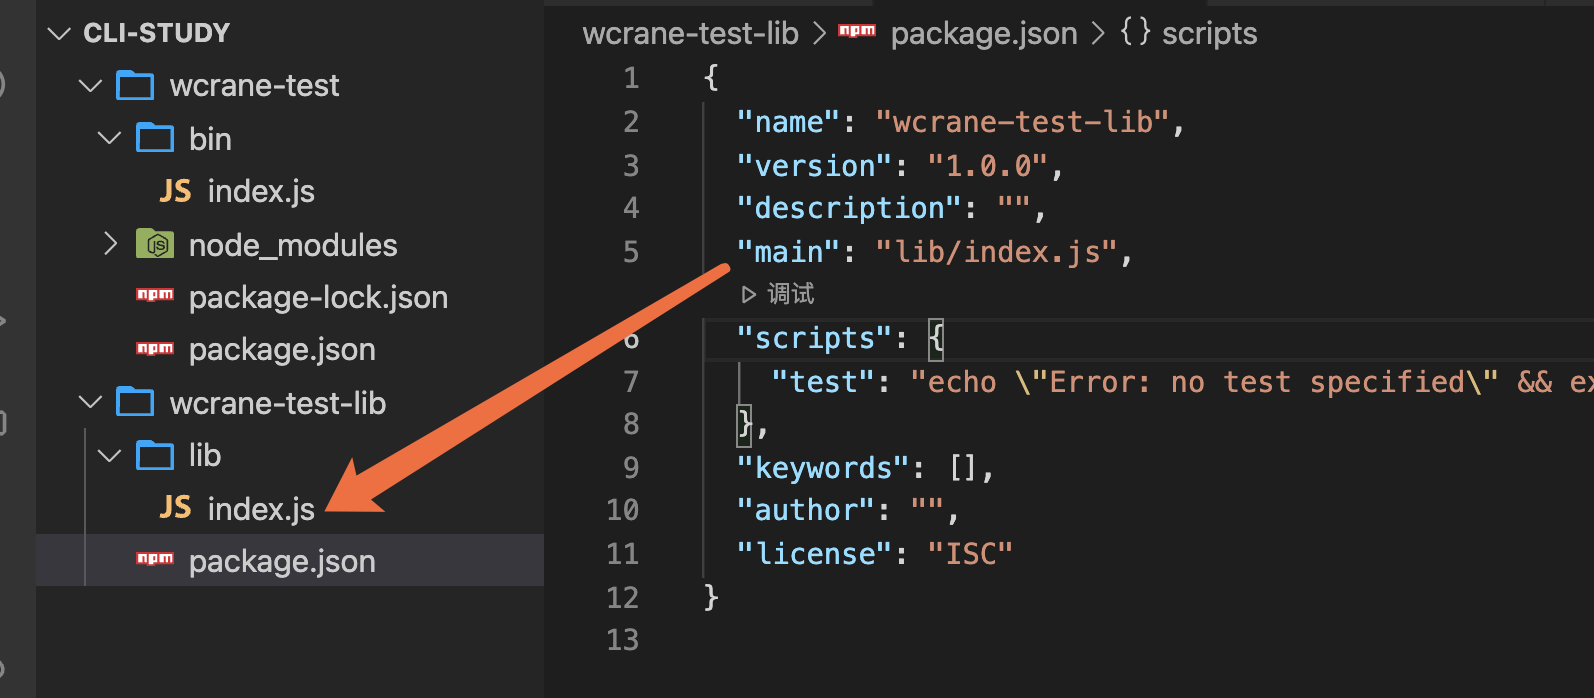 CLI-STUDY
wcrane-test
bin
JS index.js
JS node_modules
npm package-lock.json
npm package.json
wcrane-test-lib
lib
JS index.js
npm package.json
wcrane-test-lib > npm package.json > {} scripts
1 {
2 "name": "wcrane-test-lib",
3 "version": "1.0.0",
4 "description": "",
5 "main": "lib/index.js",
调试
6 "scripts": {
7 "test": "echo \"Error: no test specified\" && ex
8 },
9 "keywords": [],
10 "author": "",
11 "license": "ISC"
12 }
13